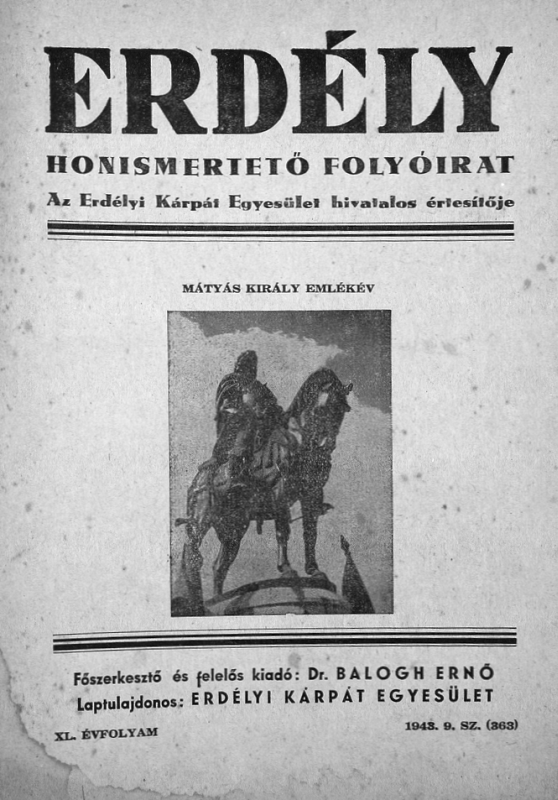 ERDÉLY
HONISMERTETŐ FOLYÓIRAT
Az Erdélyi Kárpát Egyesület hivatalos értesítője
MÁTYÁS KIRÁLY EMLÉKÉV
Főszerkesztő és felelős kiadó: Dr. BALOGH ERNŐ
Laptulajdonos: ERDÉLYI KÁRPÁT EGYESÜLET
XL. ÉVFOLYAM
1943. 9. SZ. (363)